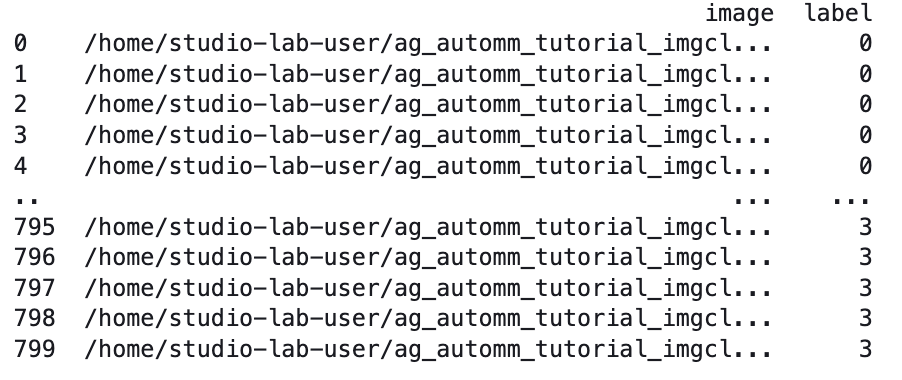 image label
0 /home/studio-lab-user/ag_automm_tutorial_imgcl... 0
1 /home/studio-lab-user/ag_automm_tutorial_imgcl... 0
2 /home/studio-lab-user/ag_automm_tutorial_imgcl... 0
3 /home/studio-lab-user/ag_automm_tutorial_imgcl... 0
4 /home/studio-lab-user/ag_automm_tutorial_imgcl... 0
.. ... ...
795 /home/studio-lab-user/ag_automm_tutorial_imgcl... 3
796 /home/studio-lab-user/ag_automm_tutorial_imgcl... 3
797 /home/studio-lab-user/ag_automm_tutorial_imgcl... 3
798 /home/studio-lab-user/ag_automm_tutorial_imgcl... 3
799 /home/studio-lab-user/ag_automm_tutorial_imgcl... 3